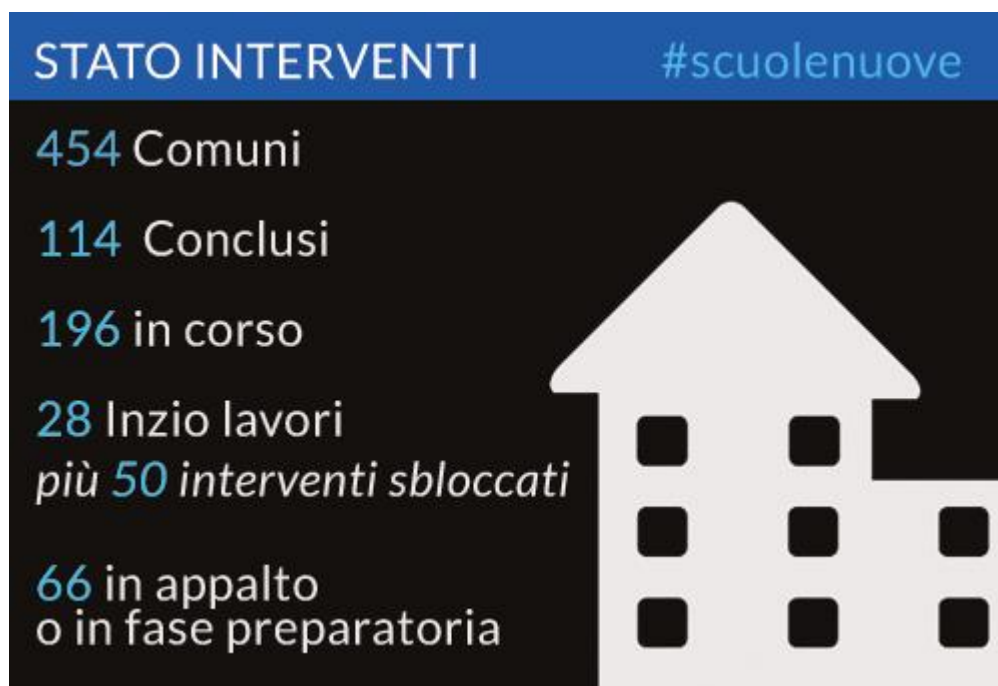 STATO INTERVENTI #scuolenuove
454 Comuni
114 Conclusi
196 in corso
28 Inzio lavori
più 50 interventi sbloccati
66 in appalto
o in fase preparatoria